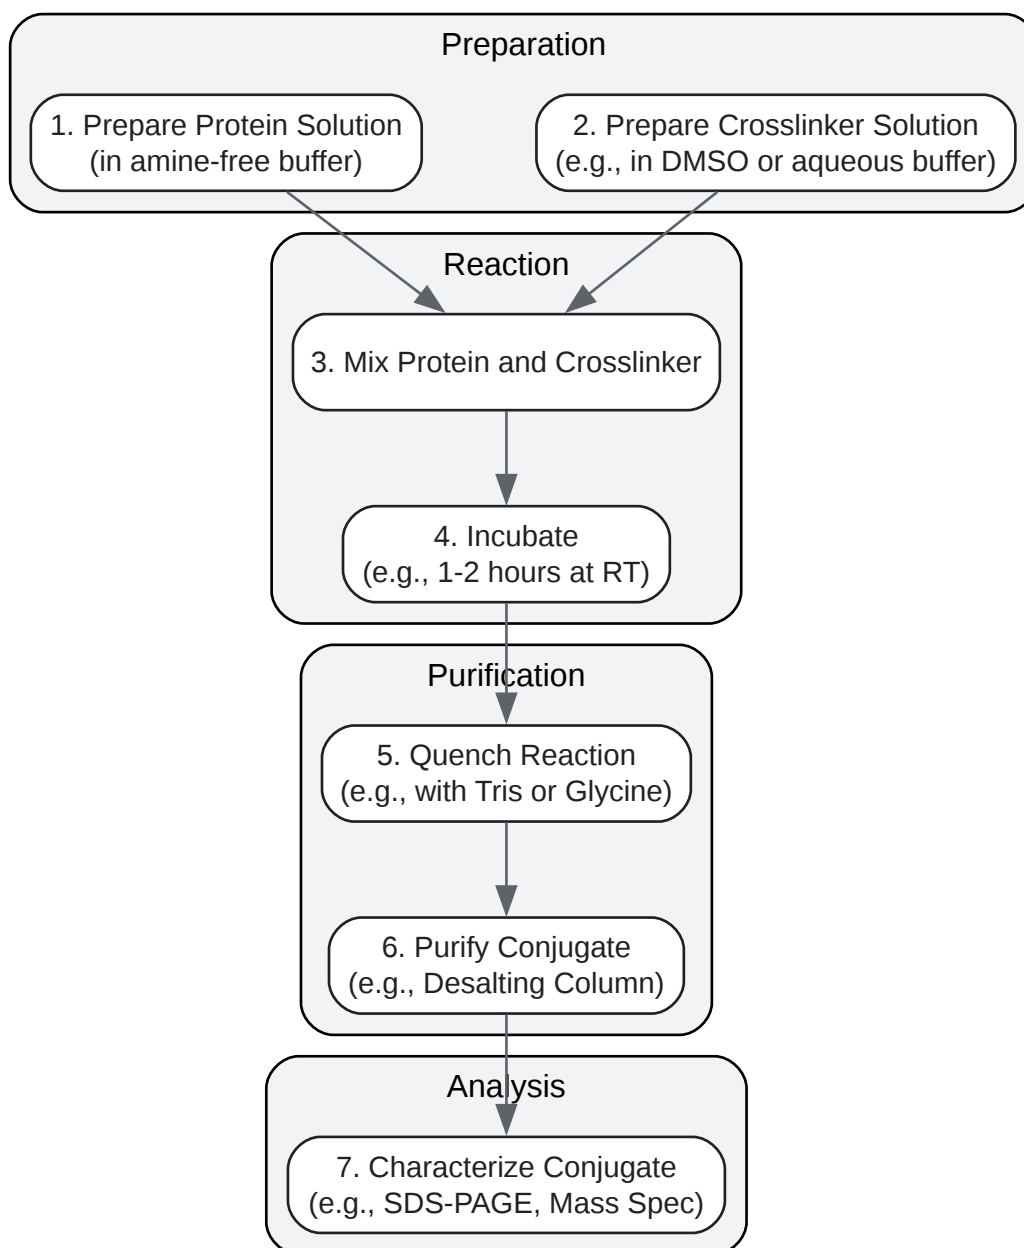 Preparation
1. Prepare Protein Solution
(in amine-free buffer)
2. Prepare Crosslinker Solution
(e.g., in DMSO or aqueous buffer)
Reaction
3. Mix Protein and Crosslinker
4. Incubate
(e.g., 1-2 hours at RT)
Purification
5. Quench Reaction
(e.g., with Tris or Glycine)
6. Purify Conjugate
(e.g., Desalting Column)
Analysis
7. Characterize Conjugate
(e.g., SDS-PAGE, Mass Spec)